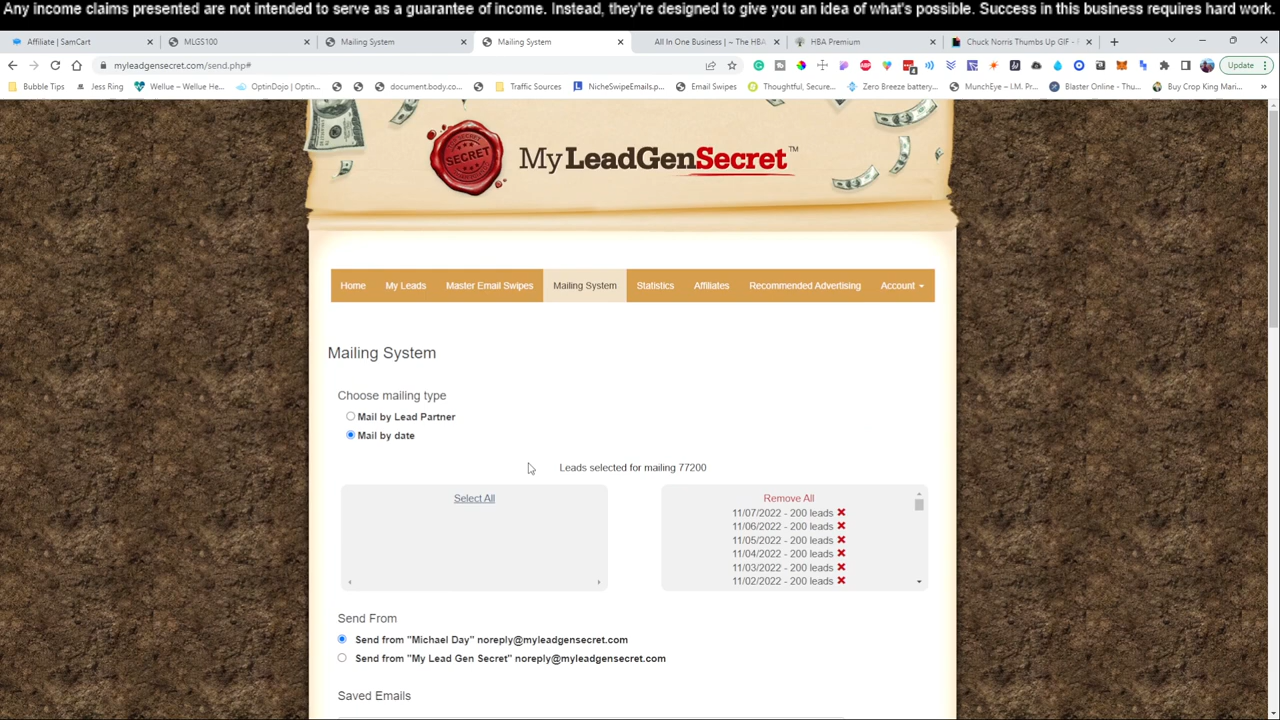 Any income claims presented are not intended to serve as a guarantee of income. Instead, they're designed to give you an idea of what's possible. Success in this business requires hard work.
Affiliate | SamCart
MLGS100
Mailing System
Mailing System
All In One Business | ~ The HBA
HBA Premium
Chuck Norris Thumbs Up GIF -
myleadgensecret.com/send.php#
Update
Bubble Tips
Jess Ring
Wellue ~ Wellue He...
OptinDojo | Optin...
document.body.co...
Traffic Sources
NicheSwipeEmails.p...
Email Swipes
Thoughtful, Secure...
Zero Breeze battery...
MunchEye ~ I.M. Pr...
Blaster Online - Thu...
Buy Crop King Mari...
SECRET
MyLeadGenSecret™
Home
My Leads
Master Email Swipes
Mailing System
Statistics
Affiliates
Recommended Advertising
Account
Mailing System
Choose mailing type
Mail by Lead Partner
Mail by date
Leads selected for mailing 77200
Select All
Remove All
11/07/2022 - 200 leads
11/06/2022 - 200 leads
11/05/2022 - 200 leads
11/04/2022 - 200 leads
11/03/2022 - 200 leads
11/02/2022 - 200 leads
Send From
Send from "Michael Day" noreply@myleadgensecret.com
Send from "My Lead Gen Secret" noreply@myleadgensecret.com
Saved Emails